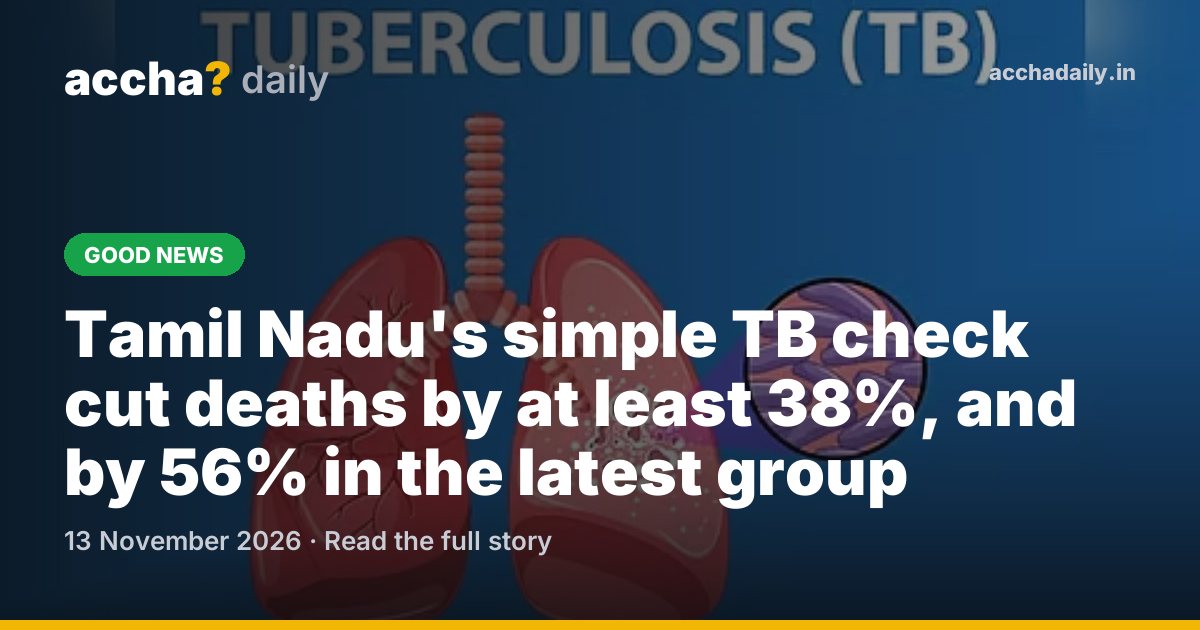 TUBERCULOSIS (TB)
accha? daily
acchadaily.in
GOOD NEWS
Tamil Nadu's simple TB check
cut deaths by at least 38%, and
by 56% in the latest group
13 November 2026 · Read the full story